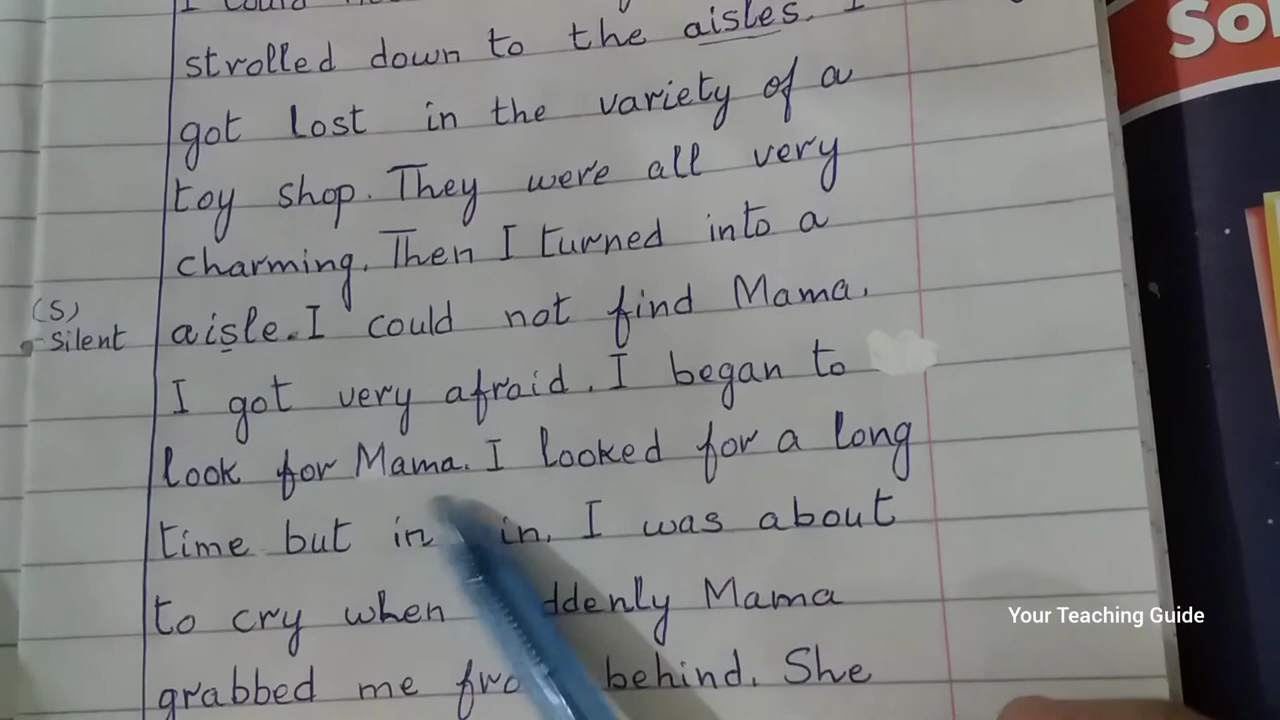 strolled down to the aisles. I
got lost in the variety of a
toy shop. They were all very
charming. Then I turned into a
(S)
Silent
aisle. I could not find Mama.
I got very afraid. I began to
look for Mama. I looked for a long
time but in in. I was about
to cry when ddenly Mama
grabbed me fro behind. She
Your Teaching Guide